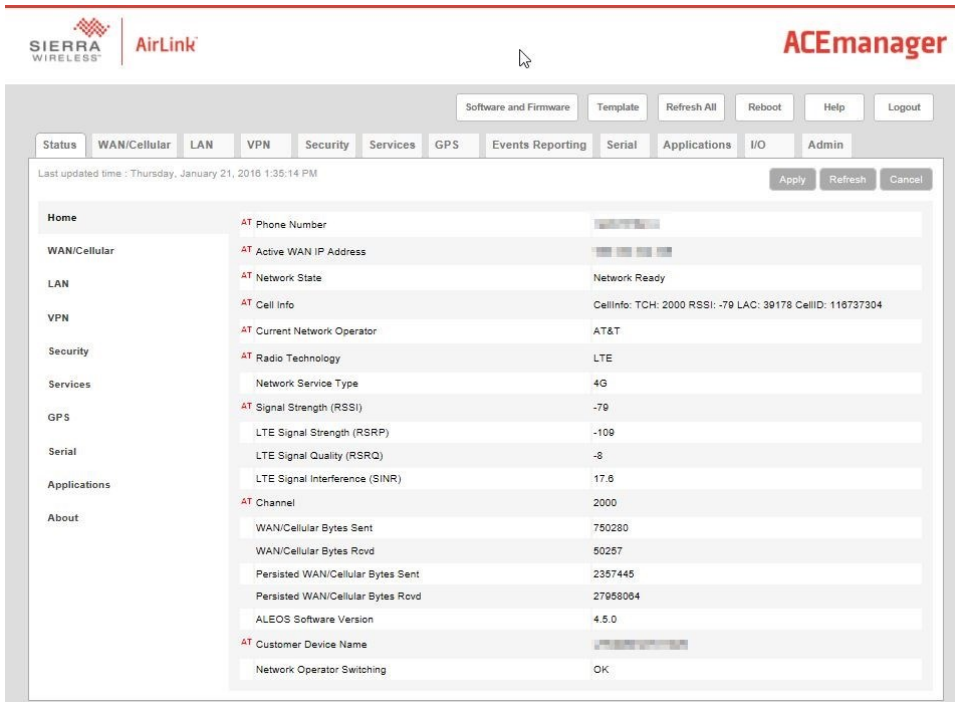 SIERRA WIRELESS AirLink ACEmanager
Software and Firmware Template Refresh All Reboot Help Logout
Status WAN/Cellular LAN VPN Security Services GPS Events Reporting Serial Applications I/O Admin
Last updated time : Thursday, January 21, 2016 1:35:14 PM Apply Refresh Cancel
Home
WAN/Cellular
LAN
VPN
Security
Services
GPS
Serial
Applications
About
AT Phone Number
AT Active WAN IP Address
AT Network State Network Ready
AT Cell Info CellInfo: TCH: 2000 RSSI: -79 LAC: 39178 CellID: 116737304
AT Current Network Operator AT&T
AT Radio Technology LTE
Network Service Type 4G
AT Signal Strength (RSSI) -79
LTE Signal Strength (RSRP) -109
LTE Signal Quality (RSRQ) -8
LTE Signal Interference (SINR) 17.6
AT Channel 2000
WAN/Cellular Bytes Sent 750280
WAN/Cellular Bytes Rcvd 50257
Persisted WAN/Cellular Bytes Sent 2357445
Persisted WAN/Cellular Bytes Rcvd 27958064
ALEOS Software Version 4.5.0
AT Customer Device Name
Network Operator Switching OK